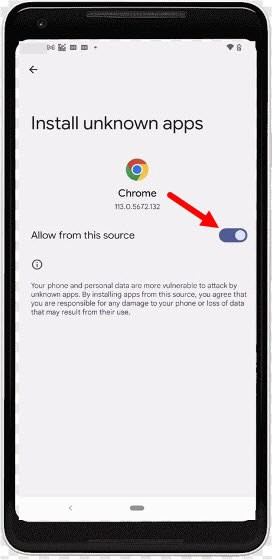 Install unknown apps
Chrome
113.0.5672.132
Allow from this source
Your phone and personal data are more vulnerable to attack by
unknown apps. By installing apps from this source, you agree that
you are responsible for any damage to your phone or loss of data
that may result from their use.